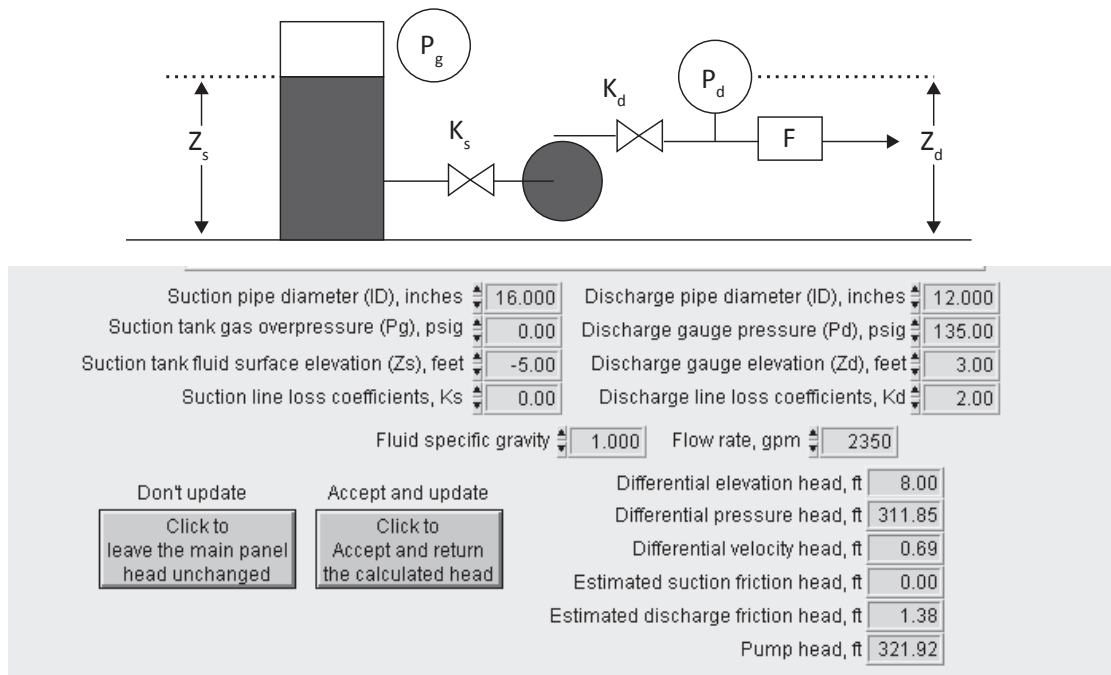 P_g
P_d
K_d
K_s
Z_s
F
Z_d
Suction pipe diameter (ID), inches 16.000 Discharge pipe diameter (ID), inches 12.000
Suction tank gas overpressure (Pg), psig 0.00 Discharge gauge pressure (Pd), psig 135.00
Suction tank fluid surface elevation (Zs), feet -5.00 Discharge gauge elevation (Zd), feet 3.00
Suction line loss coefficients, Ks 0.00 Discharge line loss coefficients, Kd 2.00
Fluid specific gravity 1.000 Flow rate, gpm 2350
Don't update
Click to
leave the main panel
head unchanged
Accept and update
Click to
Accept and return
the calculated head
Differential elevation head, ft 8.00
Differential pressure head, ft 311.85
Differential velocity head, ft 0.69
Estimated suction friction head, ft 0.00
Estimated discharge friction head, ft 1.38
Pump head, ft 321.92